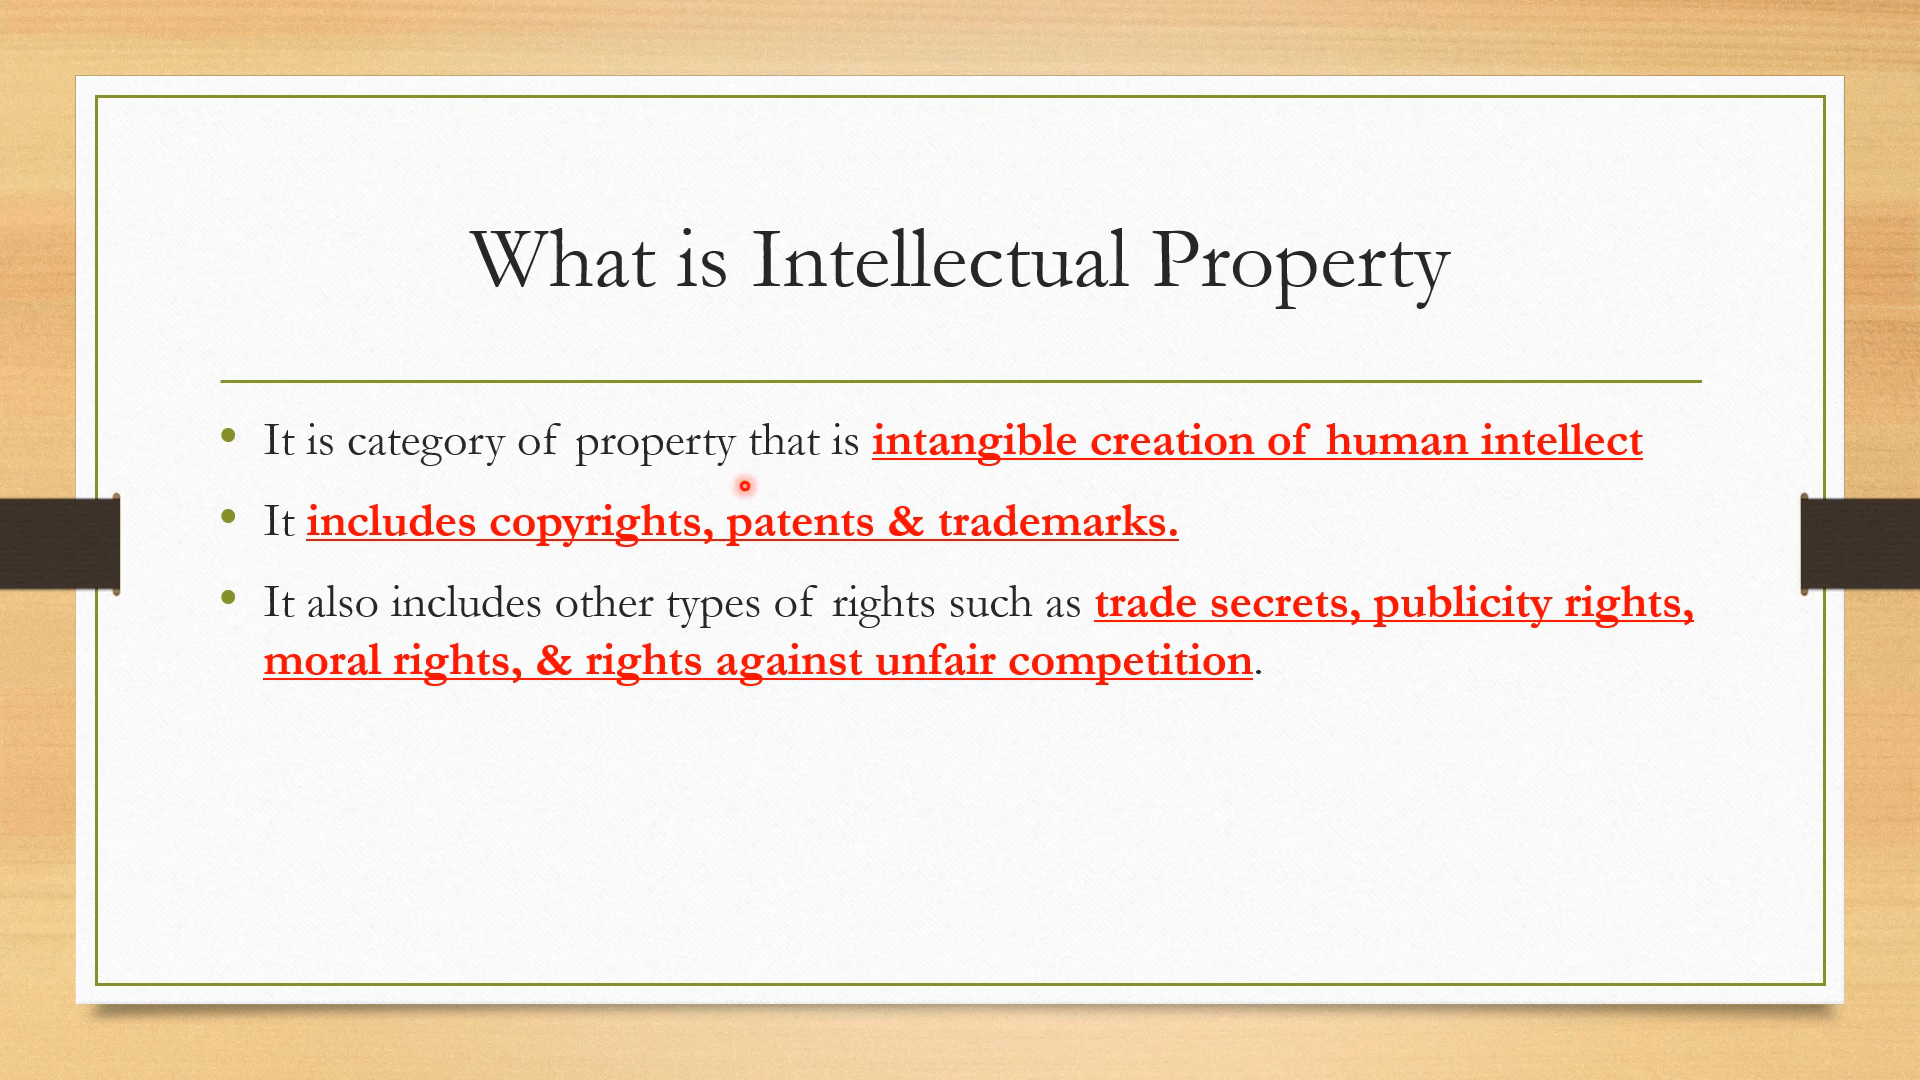 What is Intellectual Property
• It is category of property that is intangible creation of human intellect
• It includes copyrights, patents & trademarks.
• It also includes other types of rights such as trade secrets, publicity rights,
moral rights, & rights against unfair competition.